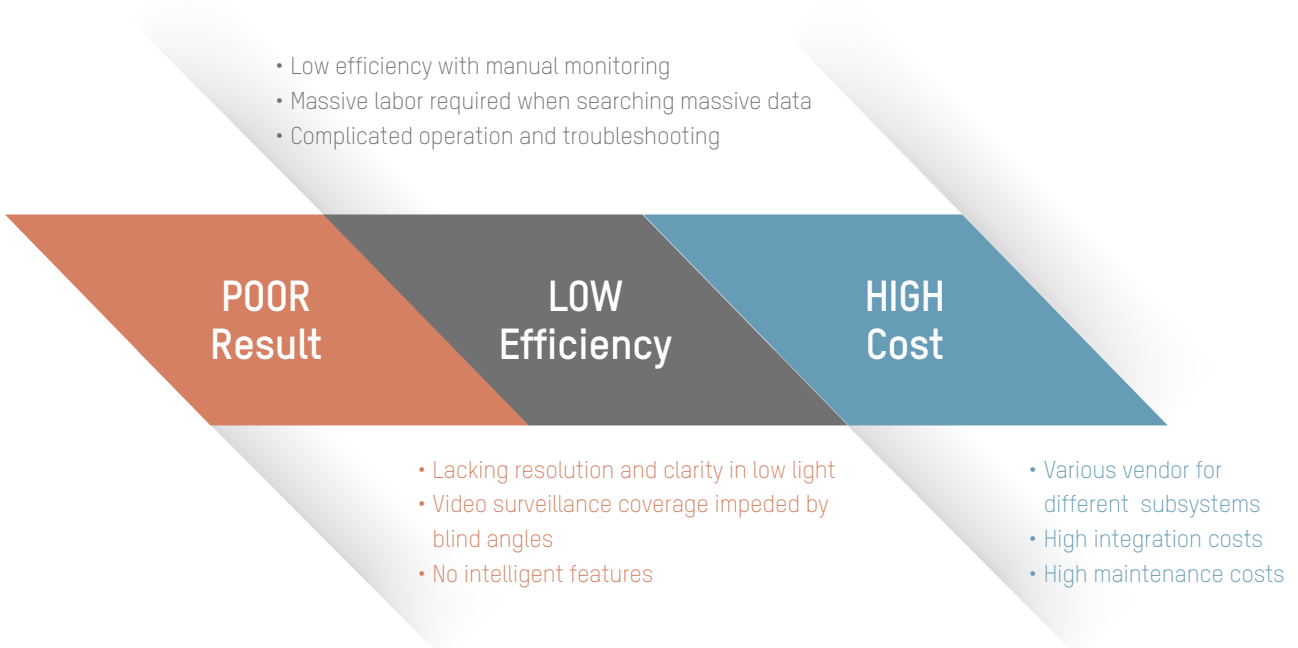 • Low efficiency with manual monitoring
• Massive labor required when searching massive data
• Complicated operation and troubleshooting
POOR
Result
LOW
Efficiency
HIGH
Cost
• Lacking resolution and clarity in low light
• Video surveillance coverage impeded by
blind angles
• No intelligent features
• Various vendor for
different subsystems
• High integration costs
• High maintenance costs